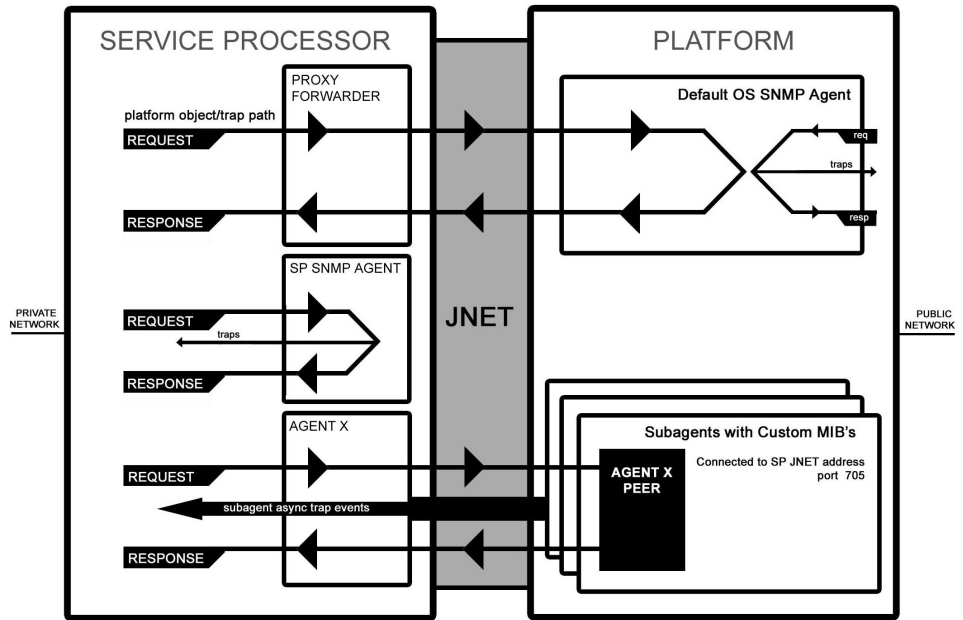 SERVICE PROCESSOR
PROXY
FORWARDER
platform object/trap path
REQUEST
RESPONSE
SP SNMP AGENT
REQUEST
traps
RESPONSE
AGENT X
REQUEST
subagent async trap events
RESPONSE
PRIVATE
NETWORK
JNET
PLATFORM
Default OS SNMP Agent
req
traps
resp
PUBLIC
NETWORK
Subagents with Custom MIB's
Connected to SP JNET address
port 705
AGENT X
PEER